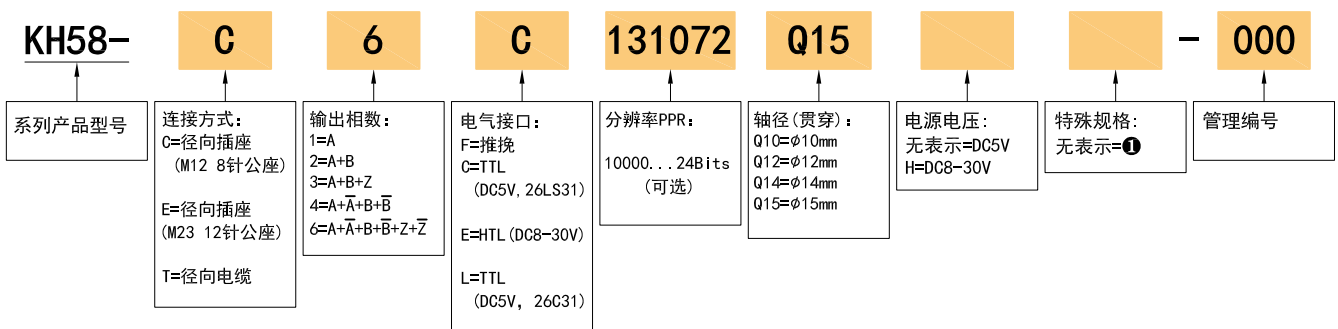 KH58- C 6 C 131072 Q15 - 000
系列产品型号
连接方式:
C=径向插座
(M12 8针公座)
E=径向插座
(M23 12针公座)
T=径向电缆
输出相数:
1=A
2=A+B
3=A+B+Z
4=A+A̅+B+B̅
6=A+A̅+B+B̅+Z+Z̅
电气接口:
F=推挽
C=TTL
(DC5V,26LS31)
E=HTL(DC8-30V)
L=TTL
(DC5V, 26C31)
分辨率PPR:
10000...24Bits
(可选)
轴径(贯穿):
Q10=φ10mm
Q12=φ12mm
Q14=φ14mm
Q15=φ15mm
电源电压:
无表示=DC5V
H=DC8-30V
特殊规格:
无表示=❶
管理编号